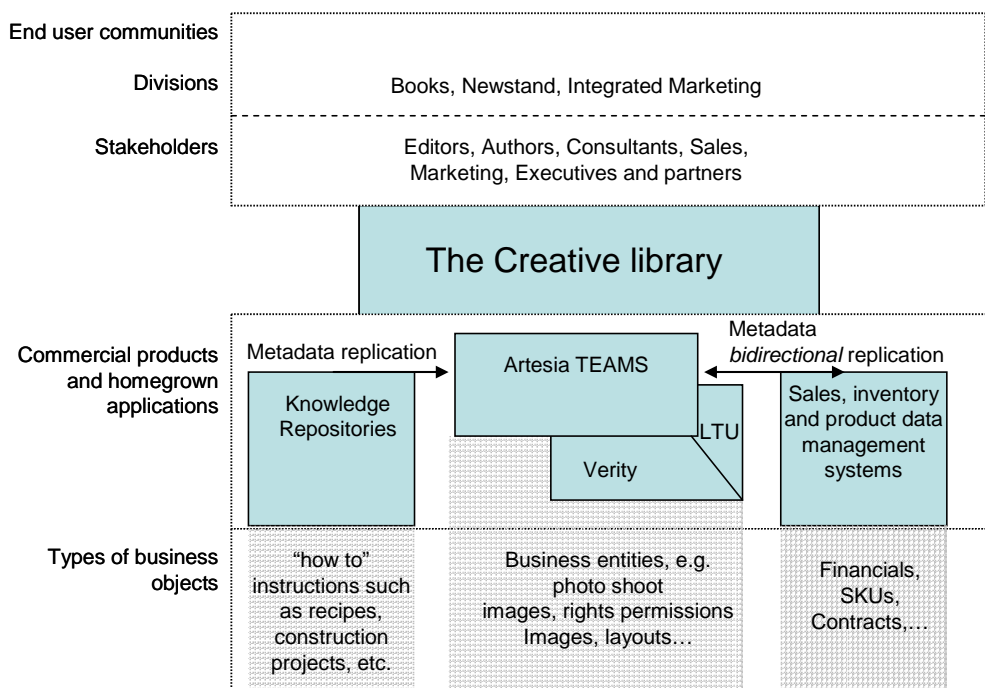 End user communities
Divisions
Books, Newstand, Integrated Marketing
Stakeholders
Editors, Authors, Consultants, Sales,
Marketing, Executives and partners
The Creative library
Commercial products
and homegrown
applications
Metadata replication
Artesia TEAMS
Metadata
bidirectional replication
Knowledge
Repositories
LTU
Verity
Sales, inventory
and product data
management
systems
Types of business
objects
“how to”
instructions such
as recipes,
construction
projects, etc.
Business entities, e.g.
photo shoot
images, rights permissions
Images, layouts…
Financials,
SKUs,
Contracts,…